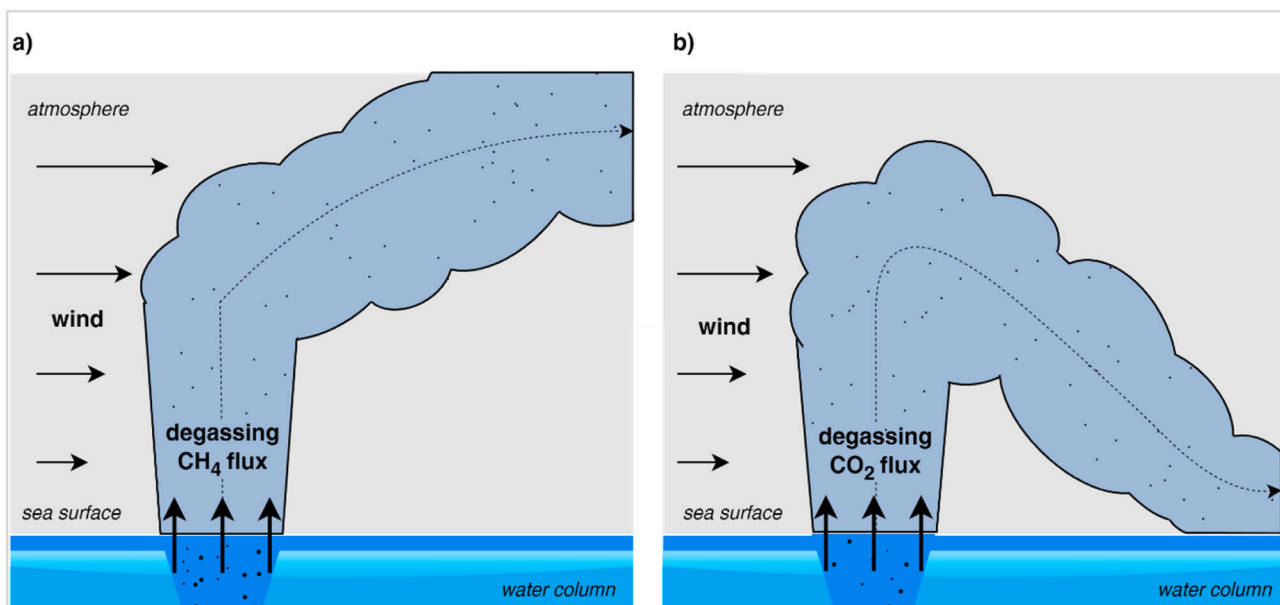 a)
atmosphere
wind
degassing
CH₄ flux
sea surface
water column
b)
atmosphere
wind
degassing
CO₂ flux
sea surface
water column